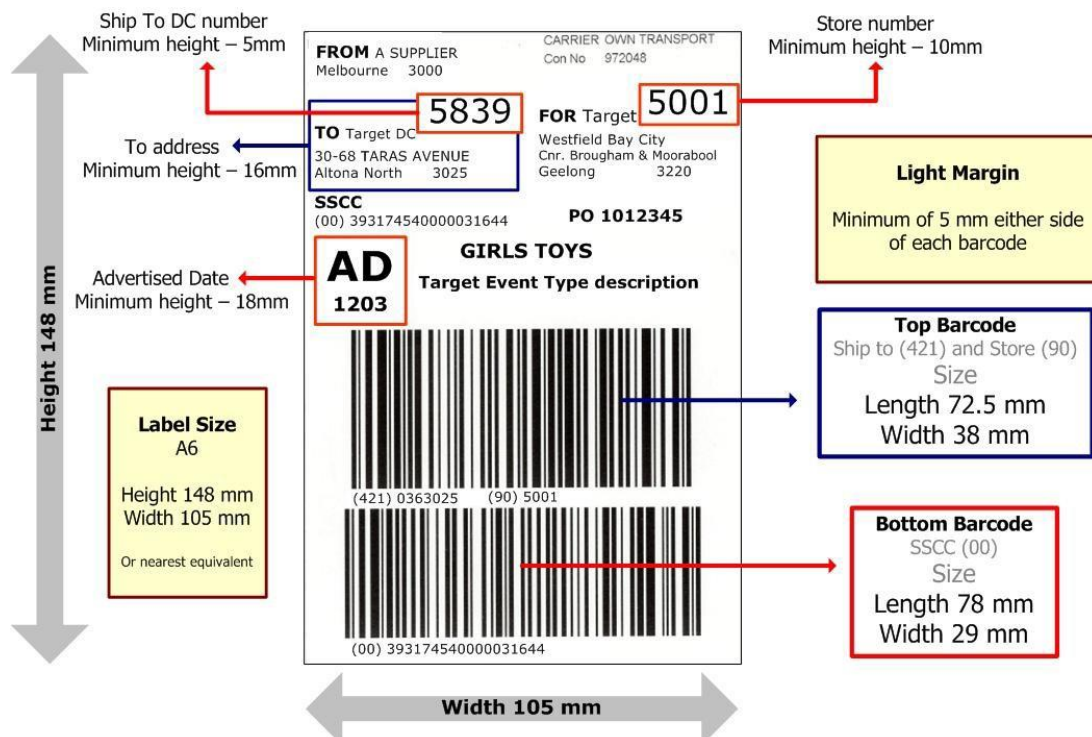 Ship To DC number
Minimum height – 5mm
Store number
Minimum height – 10mm
To address
Minimum height – 16mm
Advertised Date
Minimum height – 18mm
Height 148 mm
Label Size
A6
Height 148 mm
Width 105 mm
Or nearest equivalent
FROM A SUPPLIER
Melbourne 3000
CARRIER OWN TRANSPORT
Con No 972048
5839
TO Target DC
30-68 TARAS AVENUE
Altona North 3025
FOR Target 5001
Westfield Bay City
Cnr. Brougham & Moorabool
Geelong 3220
SSCC
(00) 393174540000031644
PO 1012345
GIRLS TOYS
AD
1203
Target Event Type description
(421) 0363025 (90) 5001
(00) 393174540000031644
Width 105 mm
Light Margin
Minimum of 5 mm either side
of each barcode
Top Barcode
Ship to (421) and Store (90)
Size
Length 72.5 mm
Width 38 mm
Bottom Barcode
SSCC (00)
Size
Length 78 mm
Width 29 mm